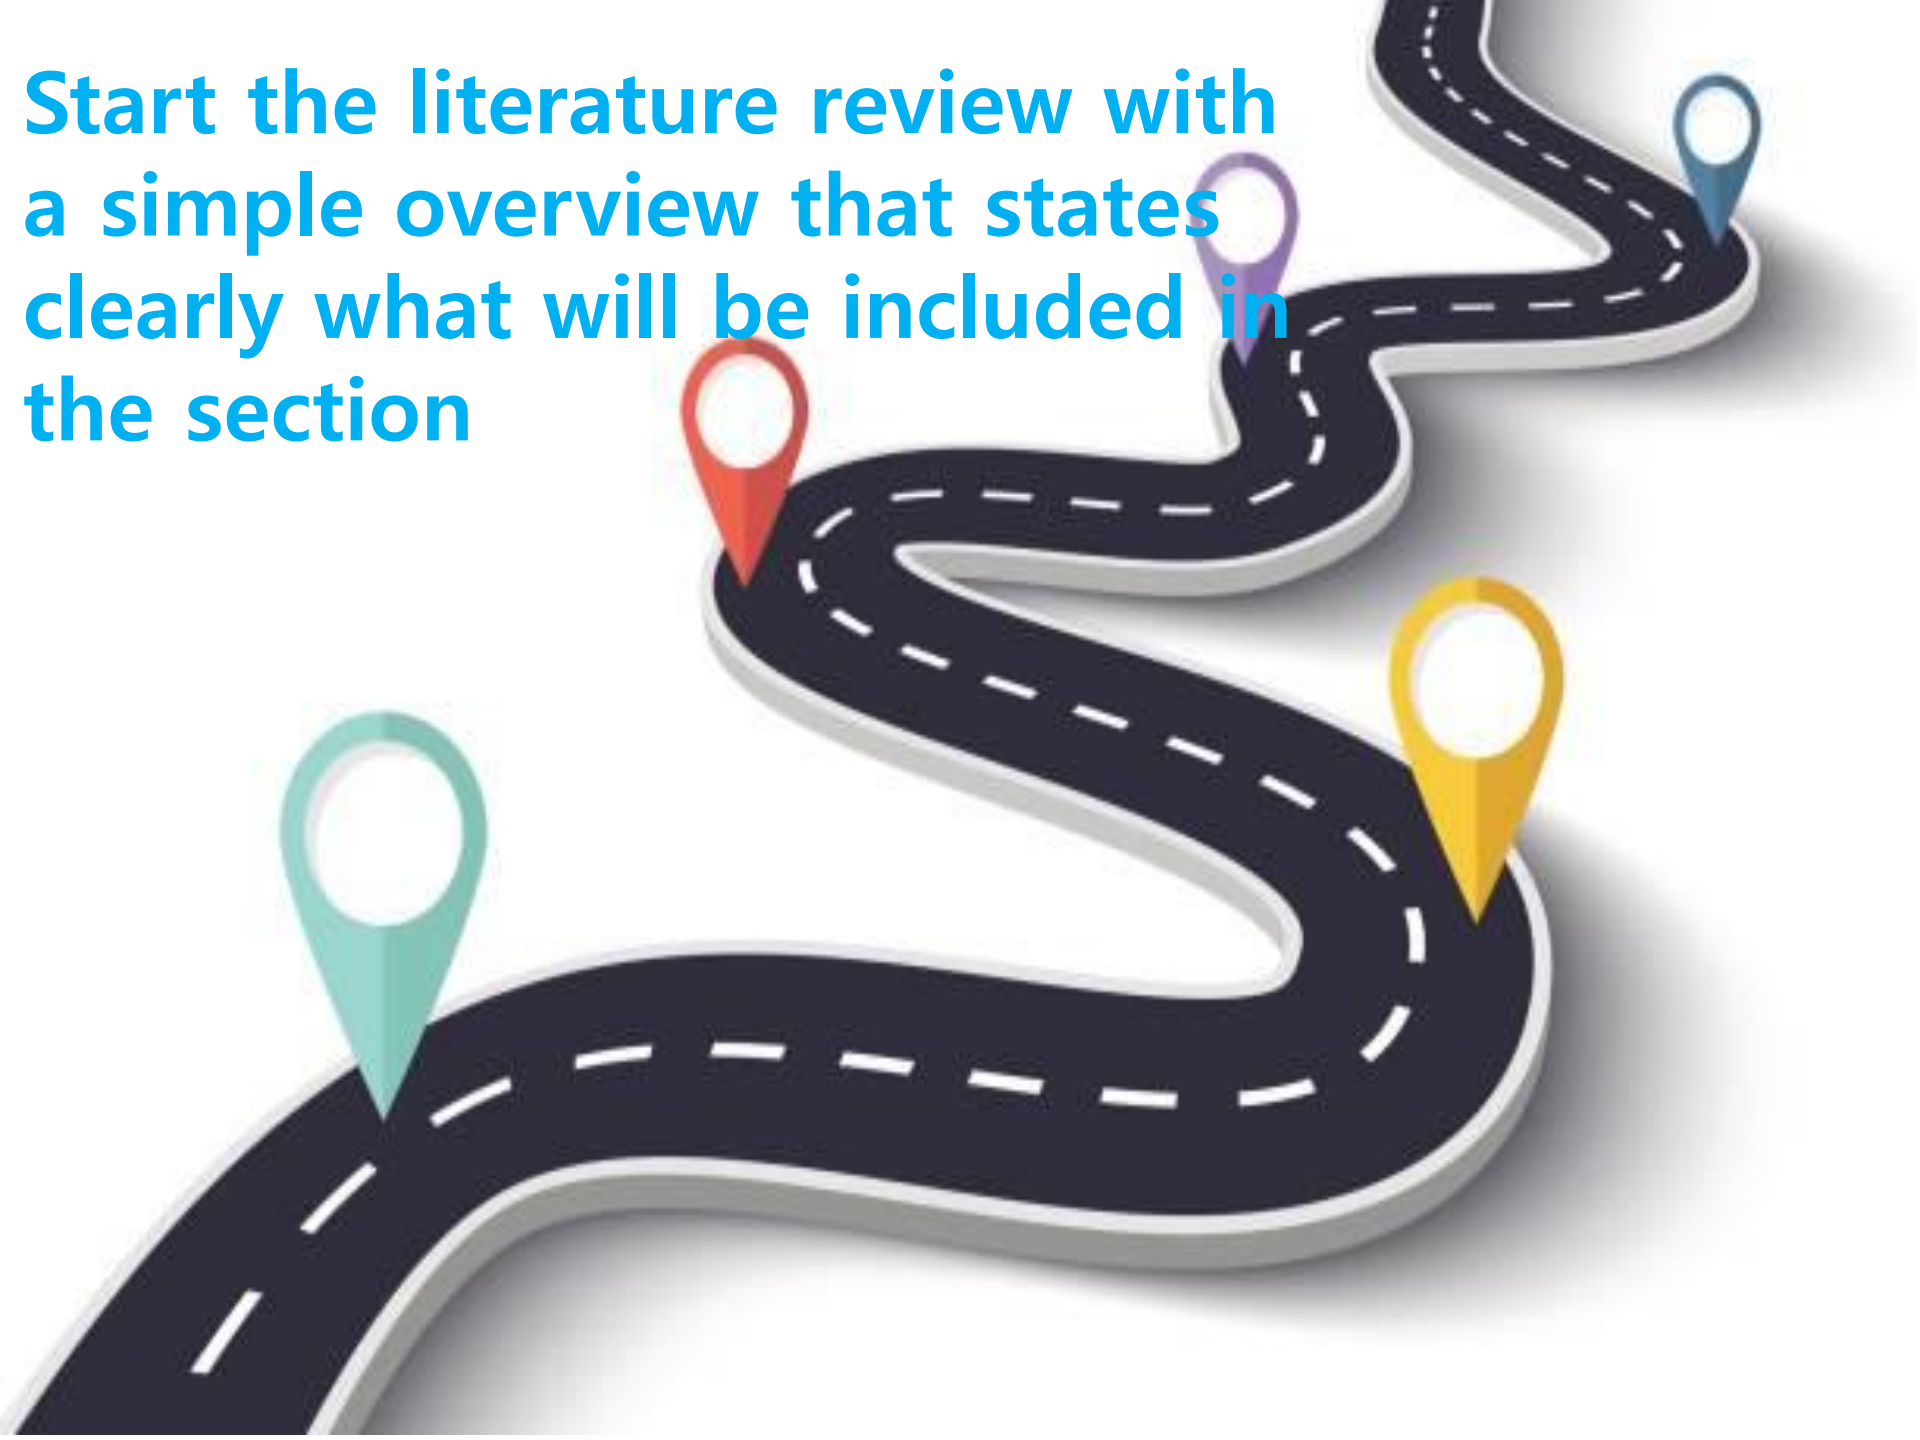 Start the literature review with
a simple overview that states
clearly what will be included in
the section